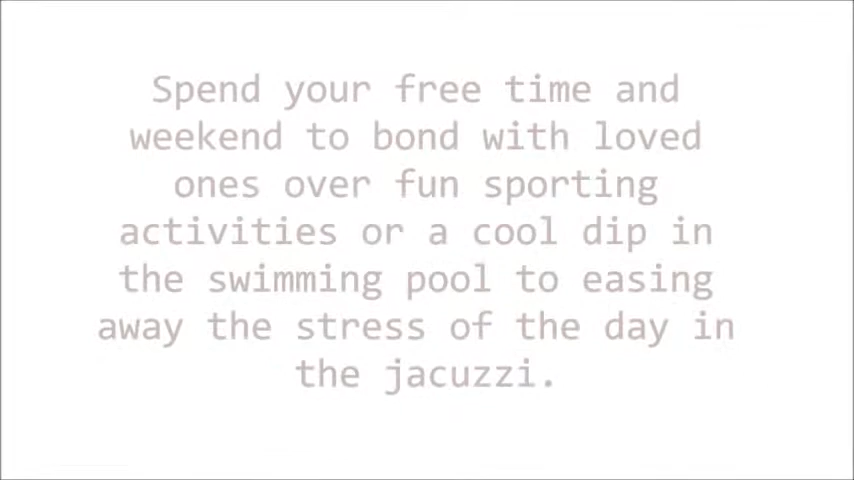 Spend your free time and
weekend to bond with loved
ones over fun sporting
activities or a cool dip in
the swimming pool to easing
away the stress of the day in
the jacuzzi.